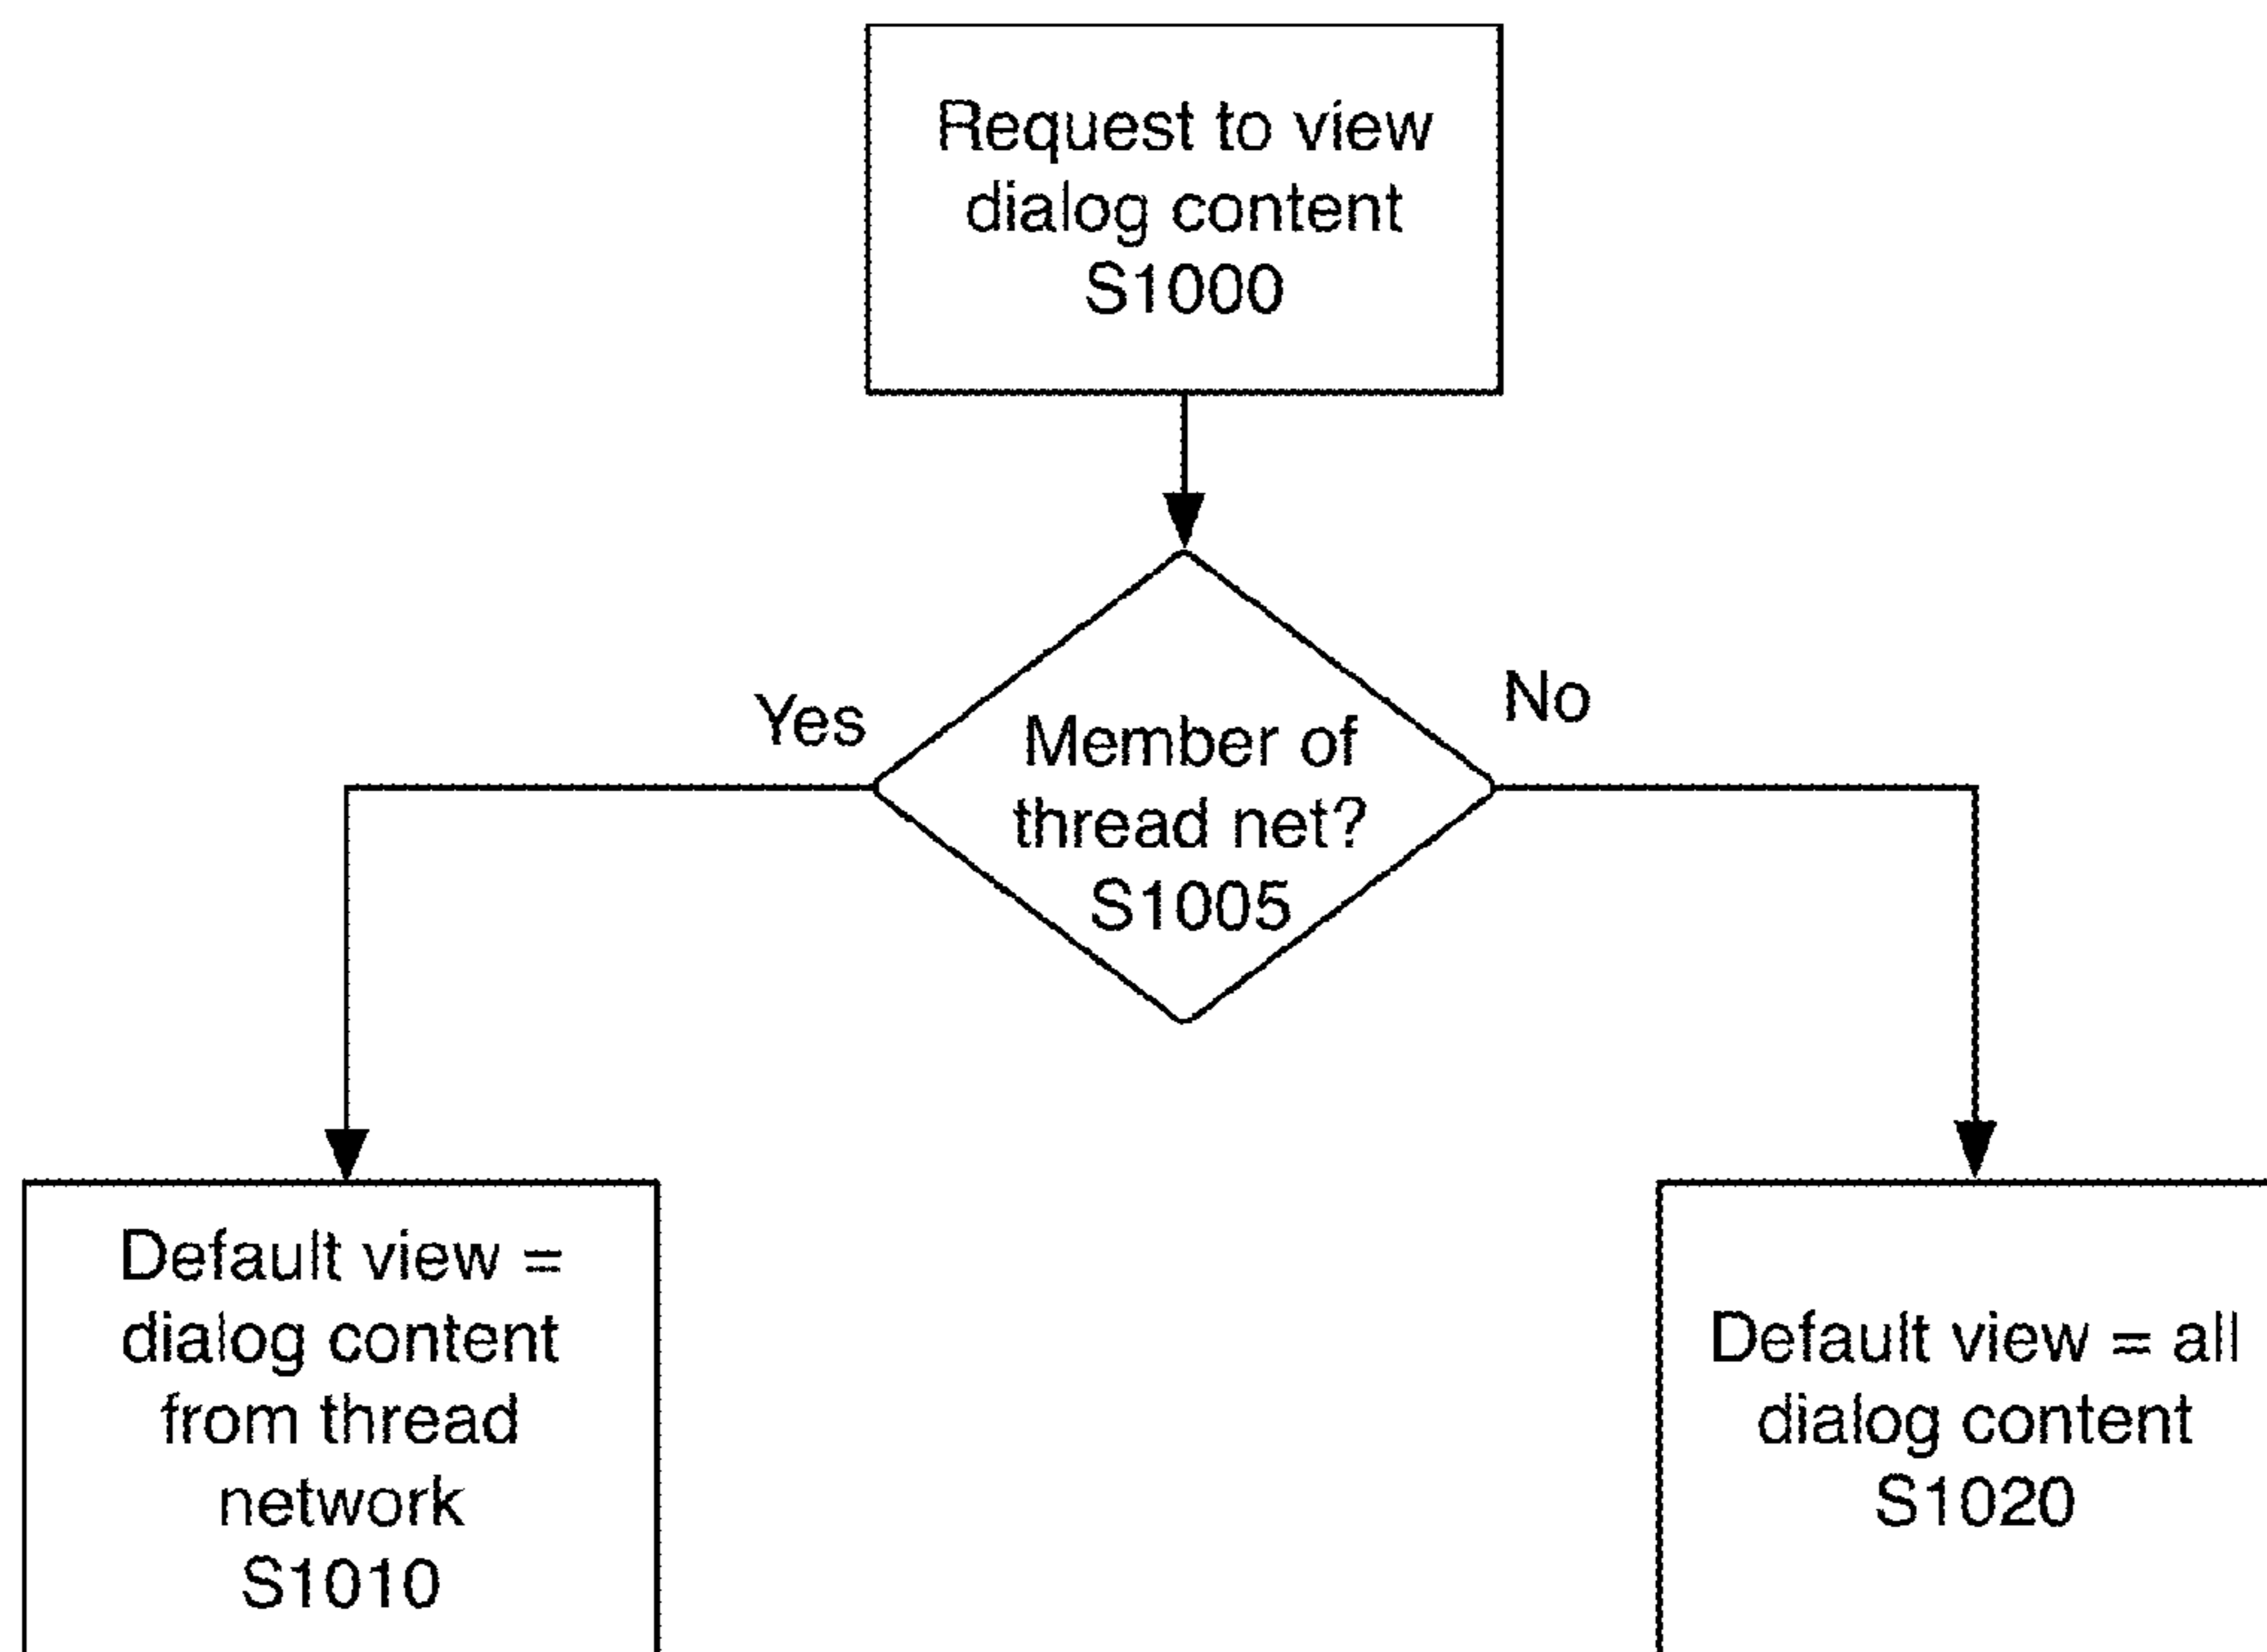 Request to view
dialog content
S1000
Yes
No
Member of
thread net?
S1005
Default view =
dialog content
from thread
network
S1010
Default view = all
dialog content
S1020